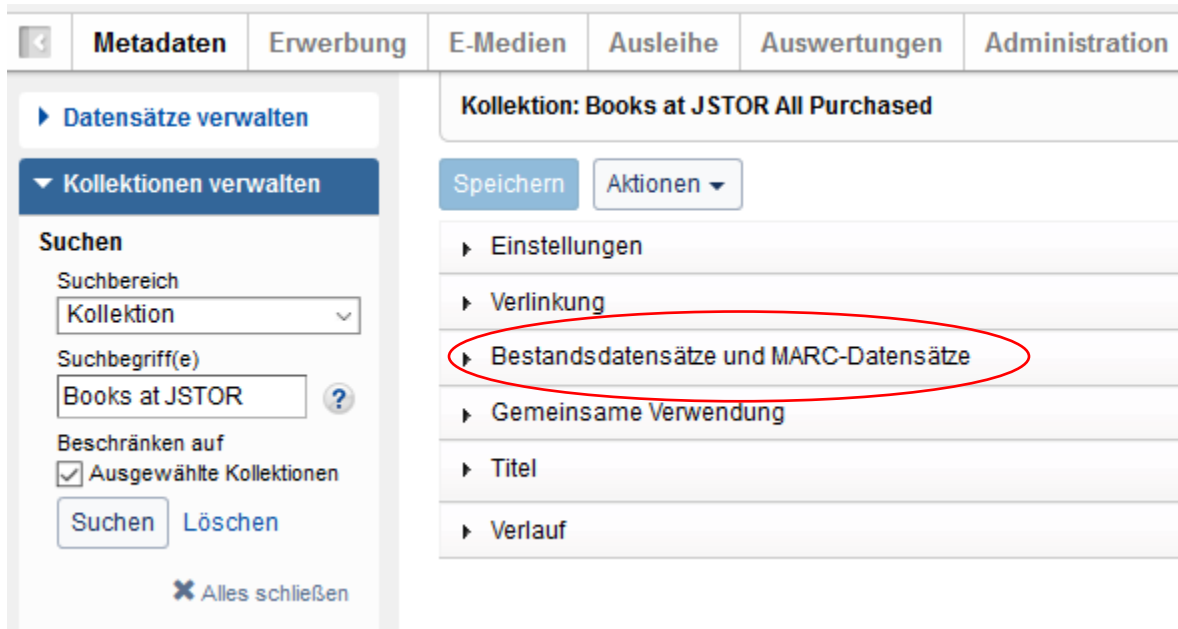 Metadaten Erwerbung E-Medien Ausleihe Auswertungen Administration
Datensätze verwalten
Kollektionen verwalten
Suchen
Suchbereich
Kollektion
Suchbegriff(e)
Books at JSTOR ?
Beschränken auf
Ausgewählte Kollektionen
Suchen Löschen
Alles schließen
Kollektion: Books at JSTOR All Purchased
Speichern Aktionen
Einstellungen
Verlinkung
Bestandsdatensätze und MARC-Datensätze
Gemeinsame Verwendung
Titel
Verlauf